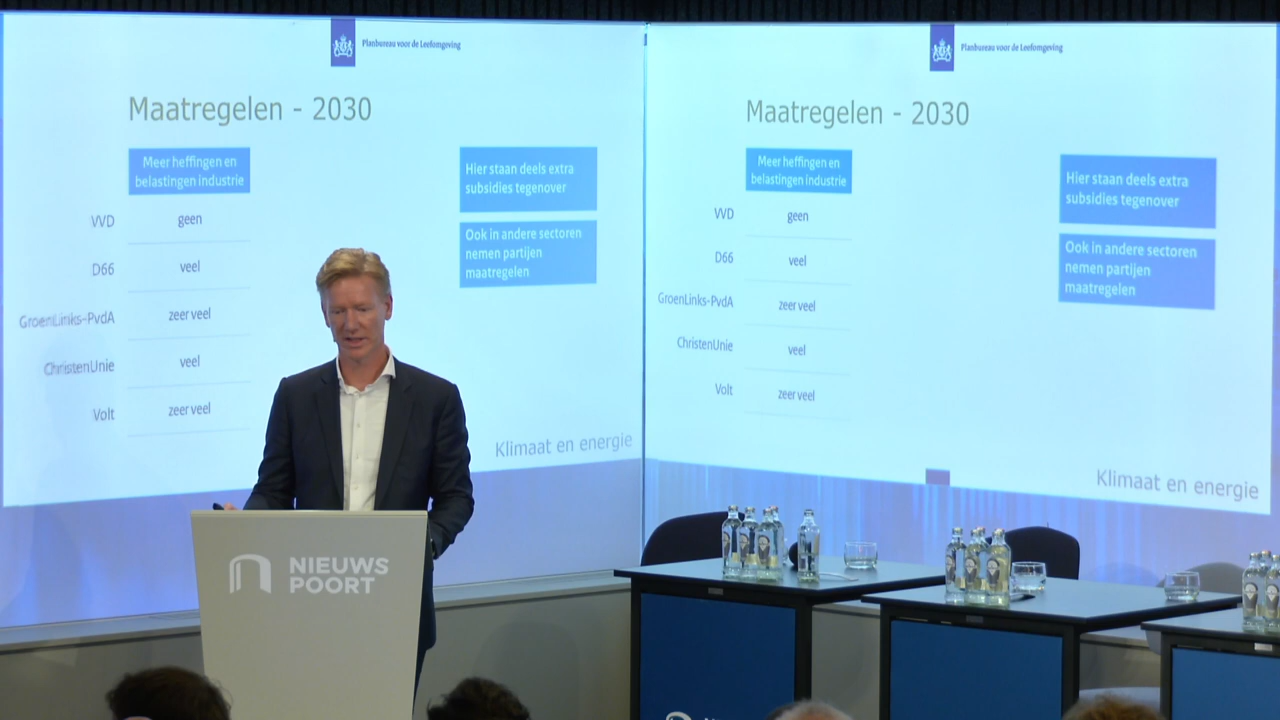 Planbureau voor de Leefomgeving
Maatregelen - 2030
Meer heffingen en
belastingen industrie
Hier staan deels extra
subsidies tegenover
Ook in andere sectoren
nemen partijen
maatregelen
VVD geen
D66 veel
GroenLinks-PvdA zeer veel
ChristenUnie veel
Volt zeer veel
Klimaat en energie
Planbureau voor de Leefomgeving
Maatregelen - 2030
Meer heffingen en
belastingen industrie
Hier staan deels extra
subsidies tegenover
Ook in andere sectoren
nemen partijen
maatregelen
VVD geen
D66 veel
GroenLinks-PvdA zeer veel
ChristenUnie veel
Volt zeer veel
Klimaat en energie
NIEUWS
POORT